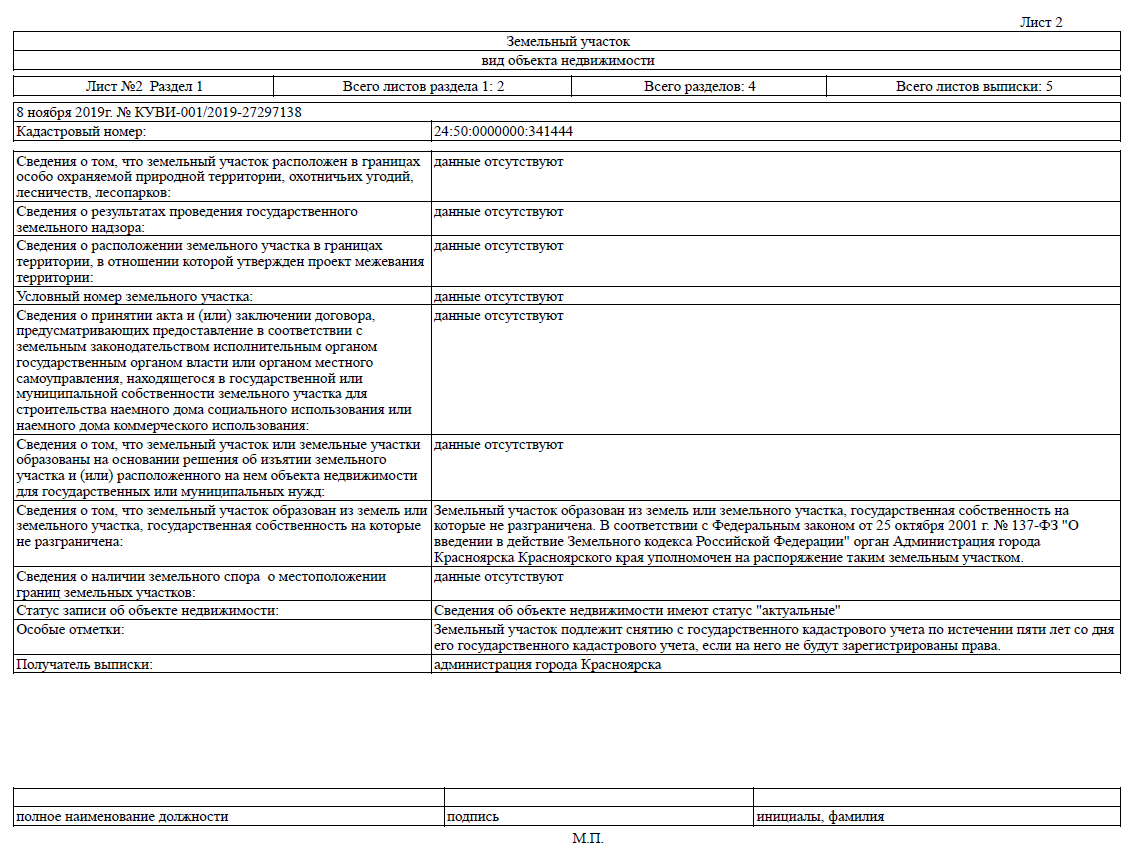 Лист 2
Земельный участок
вид объекта недвижимости
Лист №2 Раздел 1
Всего листов раздела 1: 2
Всего разделов: 4
Всего листов выписки: 5
8 ноября 2019г. № КУВИ-001/2019-27297138
Кадастровый номер:
24:50:0000000:341444
Сведения о том, что земельный участок расположен в границах
особо охраняемой природной территории, охотничьих угодий,
лесничеств, лесопарков:
данные отсутствуют
Сведения о результатах проведения государственного
земельного надзора:
данные отсутствуют
Сведения о расположении земельного участка в границах
территории, в отношении которой утвержден проект межевания
территории:
данные отсутствуют
Условный номер земельного участка:
данные отсутствуют
Сведения о принятии акта и (или) заключении договора,
предусматривающих предоставление в соответствии с
земельным законодательством исполнительным органом
государственным органом власти или органом местного
самоуправления, находящегося в государственной или
муниципальной собственности земельного участка для
строительства наемного дома социального использования или
наемного дома коммерческого использования:
данные отсутствуют
Сведения о том, что земельный участок или земельные участки
образованы на основании решения об изъятии земельного
участка и (или) расположенного на нем объекта недвижимости
для государственных или муниципальных нужд:
данные отсутствуют
Сведения о том, что земельный участок образован из земель или
земельного участка, государственная собственность на которые
не разграничена:
Земельный участок образован из земель или земельного участка, государственная собственность на
которые не разграничена. В соответствии с Федеральным законом от 25 октября 2001 г. № 137-ФЗ "О
введении в действие Земельного кодекса Российской Федерации" орган Администрация города
Красноярска Красноярского края уполномочен на распоряжение таким земельным участком.
Сведения о наличии земельного спора о местоположении
границ земельных участков:
данные отсутствуют
Статус записи об объекте недвижимости:
Сведения об объекте недвижимости имеют статус "актуальные"
Особые отметки:
Земельный участок подлежит снятию с государственного кадастрового учета по истечении пяти лет со дня
его государственного кадастрового учета, если на него не будут зарегистрированы права.
Получатель выписки:
администрация города Красноярска
полное наименование должности
подпись
инициалы, фамилия
М.П.